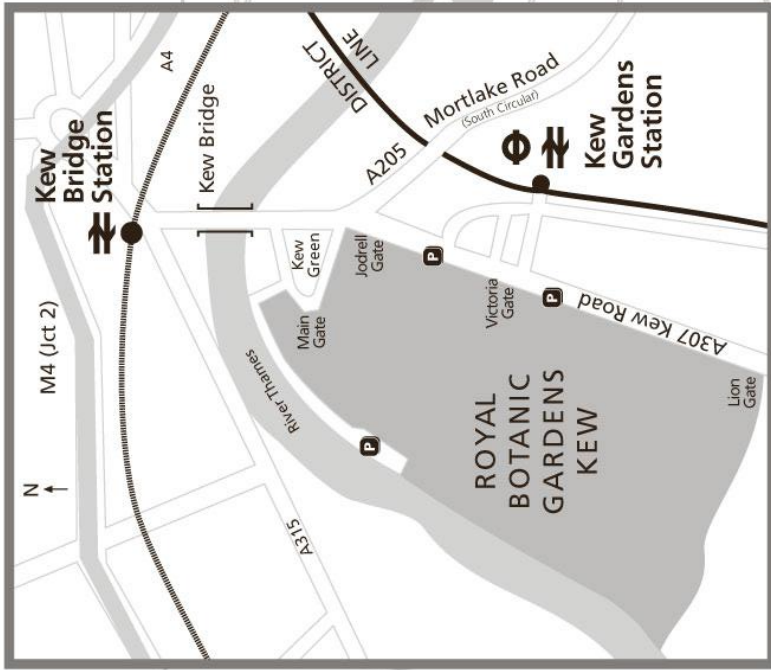 M4 (Jct 2)
A4
Kew
Bridge
Station
N
Kew Bridge
DISTRICT
LINE
A205
Mortlake Road
(South Circular)
Kew
Gardens
Station
Kew
Green
Jodrell
Gate
Main
Gate
River Thames
P
P
Victoria
Gate
P
A307 Kew Road
A315
ROYAL
BOTANIC
GARDENS
KEW
Lion
Gate